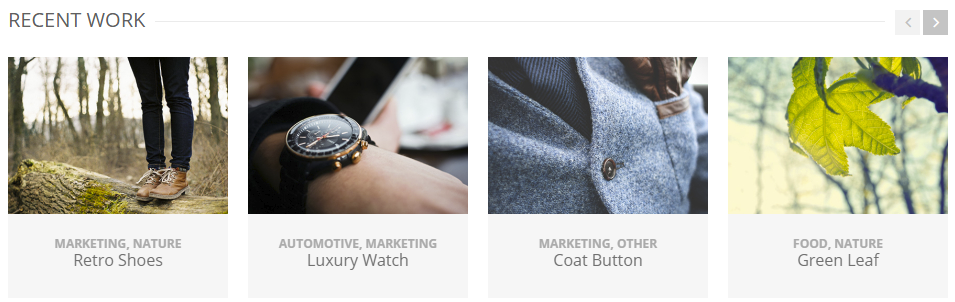 RECENT WORK
MARKETING, NATURE
Retro Shoes
AUTOMOTIVE, MARKETING
Luxury Watch
MARKETING, OTHER
Coat Button
FOOD, NATURE
Green Leaf